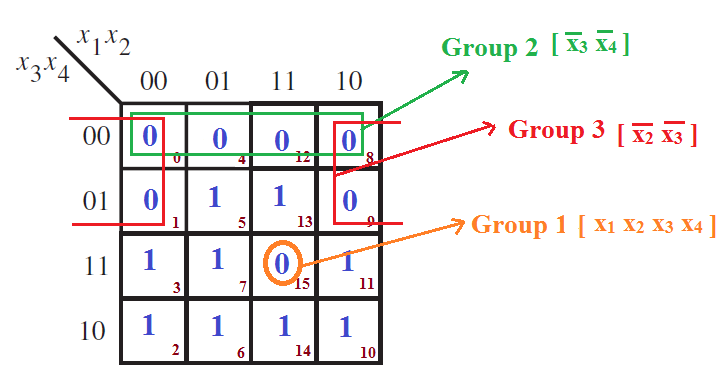 x₁x₂
x₃x₄
00 01 11 10
Group 2 [ x̅₃ x̅₄ ]
00 0 0 0 4 0 12 0 8
Group 3 [ x̅₂ x̅₃ ]
01 0 1 1 5 1 13 0 9
Group 1 [ x₁ x₂ x₃ x₄ ]
11 1 3 1 7 0 15 1 11
10 1 2 1 6 1 14 1 10